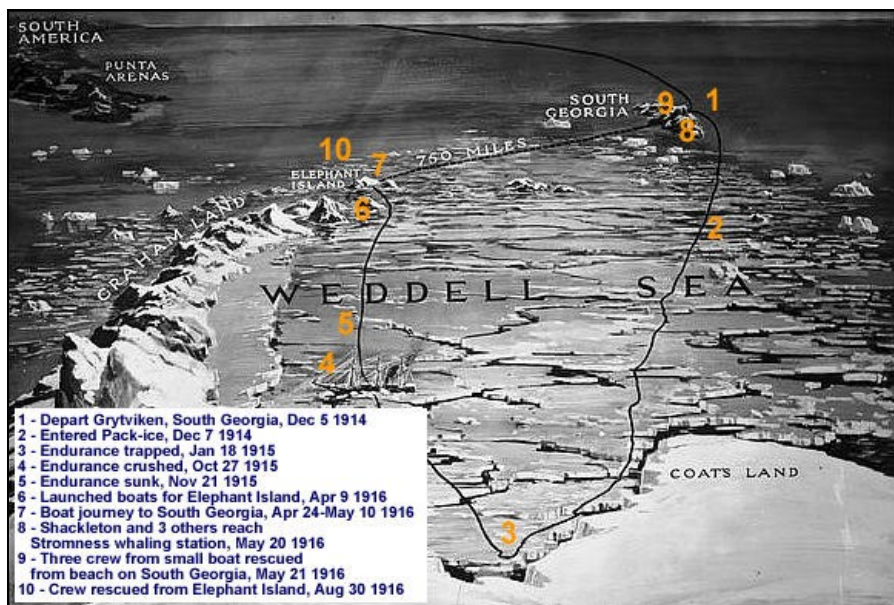 SOUTH
AMERICA
PUNTA
ARENAS
SOUTH
GEORGIA
9
1
8
10
7
750 MILES
ELEPHANT
ISLAND
6
GRAHAM LAND
2
WEDDELL SEA
5
4
COAT'S LAND
3
1 - Depart Grytviken, South Georgia, Dec 5 1914
2 - Entered Pack-ice, Dec 7 1914
3 - Endurance trapped, Jan 18 1915
4 - Endurance crushed, Oct 27 1915
5 - Endurance sunk, Nov 21 1915
6 - Launched boats for Elephant Island, Apr 9 1916
7 - Boat journey to South Georgia, Apr 24-May 10 1916
8 - Shackleton and 3 others reach
Stromness whaling station, May 20 1916
9 - Three crew from small boat rescued
from beach on South Georgia, May 21 1916
10 - Crew rescued from Elephant Island, Aug 30 1916